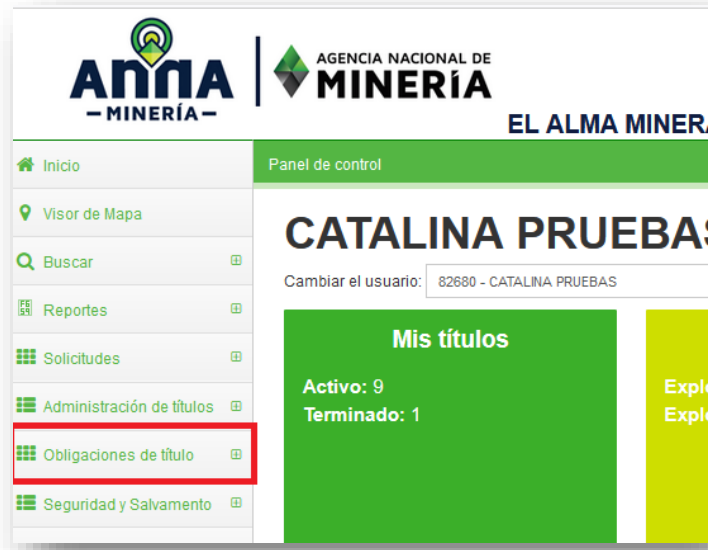 ANNA
– MINERÍA –
AGENCIA NACIONAL DE
MINERÍA
EL ALMA MINERA
Inicio
Visor de Mapa
Buscar
Reportes
Solicitudes
Administración de títulos
Obligaciones de título
Seguridad y Salvamento
Panel de control
CATALINA PRUEBAS
Cambiar el usuario: 82680 - CATALINA PRUEBAS
Mis títulos
Activo: 9
Terminado: 1